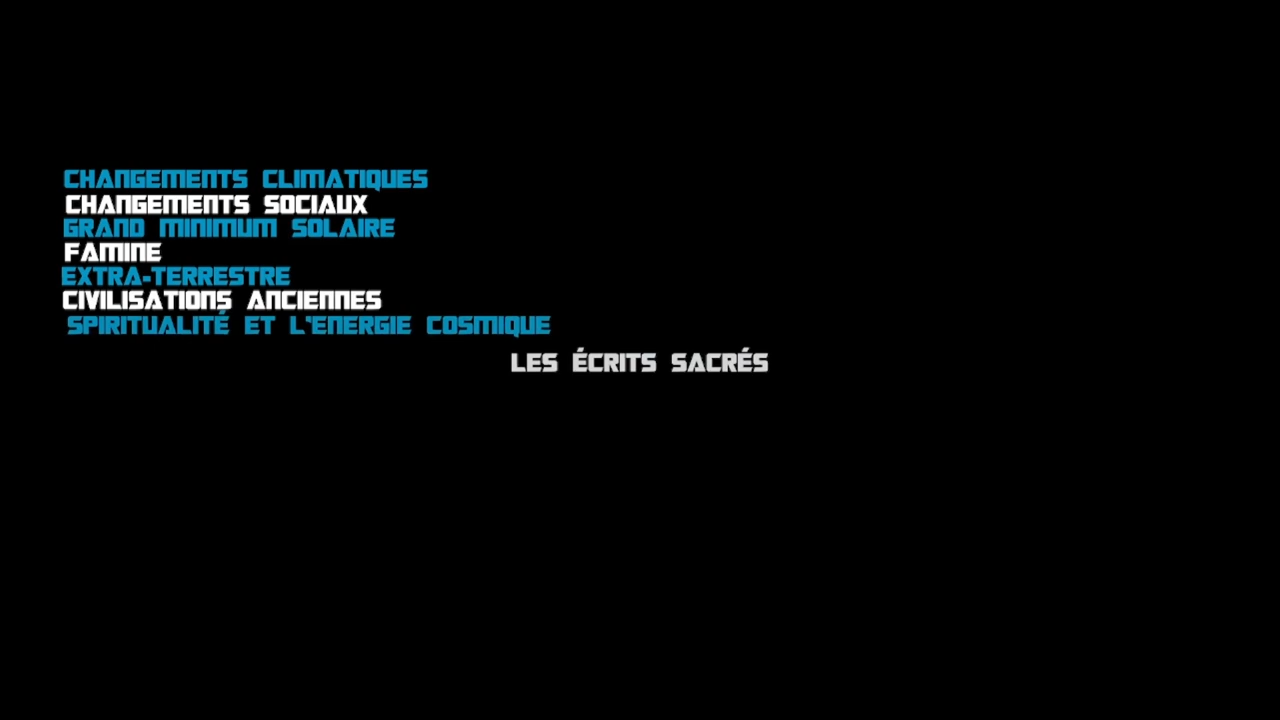 CHANGEMENTS CLIMATIQUES
CHANGEMENTS SOCIAUX
GRAND MINIMUM SOLAIRE
FAMINE
EXTRA-TERRESTRE
CIVILISATIONS ANCIENNES
SPIRITUALITÉ ET L'ENERGIE COSMIQUE
LES ÉCRITS SACRÉS